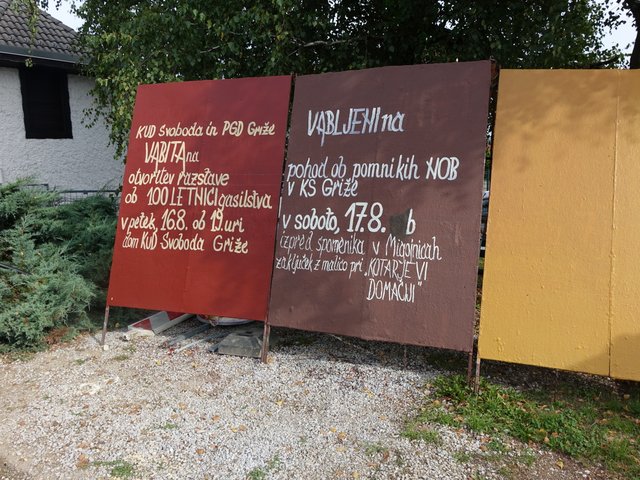 KUD Svoboda in PGD Griže
VABITA na
otvoritev razstave
ob 100 LETNICI gasilstva
v petek, 16.8. ob 19. uri
dom KUD Svoboda Griže
VABLJENI na
pohod ob pomnikih NOB
v KS Griže
v soboto, 17.8. b
izpred spomenika v Migojnicah
zaključek z malico pri „KOTARJEVI
DOMAČIJI"